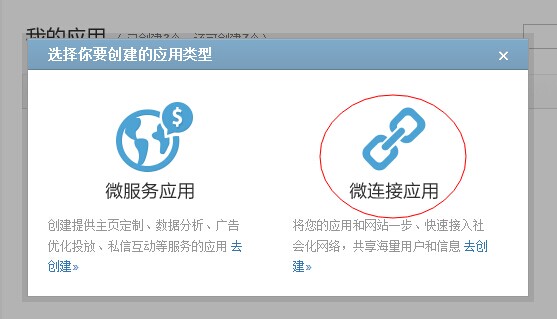 我的应用 （已创建3个，还可创建7个）
选择你要创建的应用类型 ×
$
微服务应用
创建提供主页定制、数据分析、广告
优化投放、私信互动等服务的应用 去
创建»
微连接应用
将您的应用和网站一步、快速接入社
会化网络，共享海量用户和信息 去创
建»